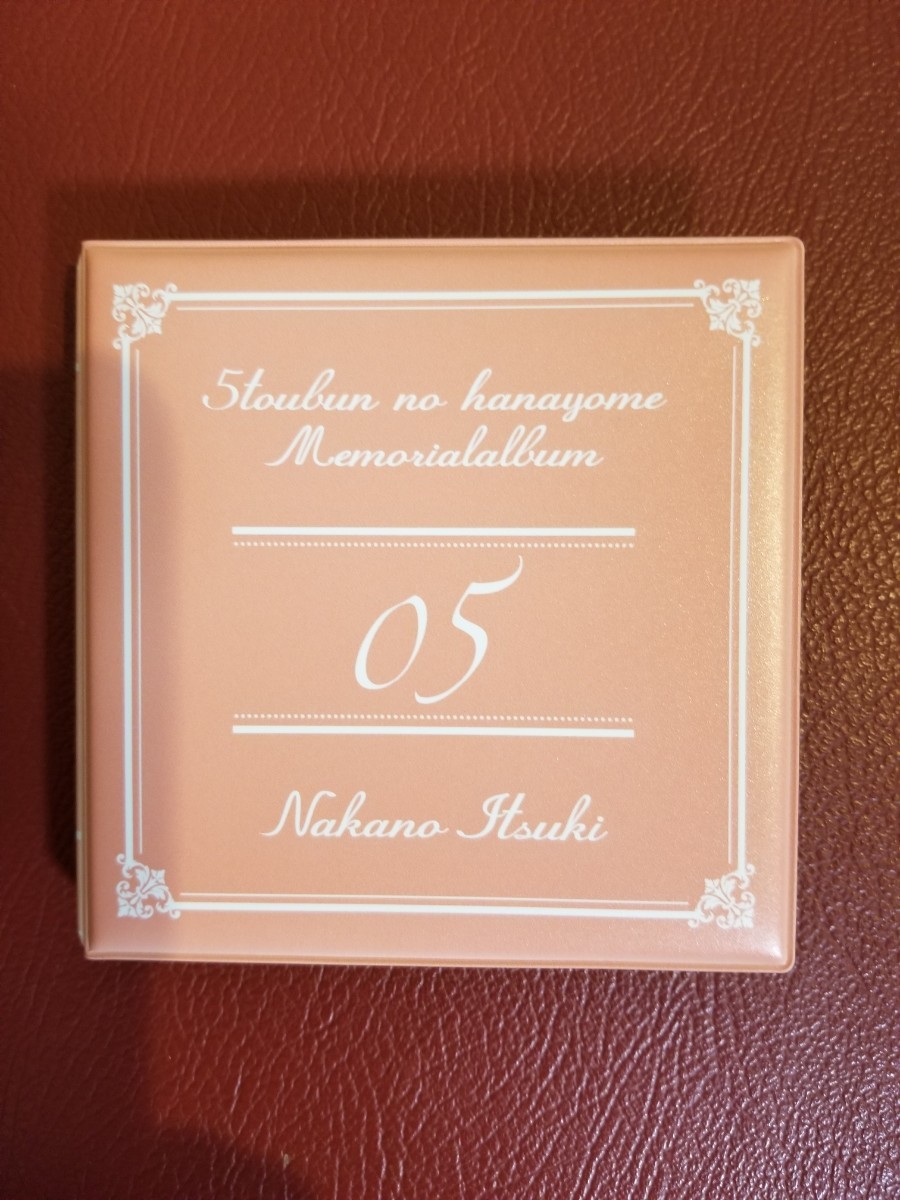 5toubun no hanayome
Memorialalbum
05
Nakano Itsuki